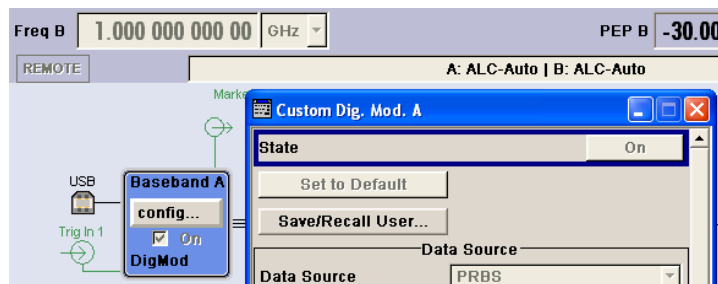 Freq B 1.000 000 000 00 GHz PEP B -30.00
REMOTE A: ALC-Auto | B: ALC-Auto
Marke
Custom Dig. Mod. A
State On
USB Baseband A Set to Default
config... Save/Recall User...
Trig In 1 On Data Source
DigMod Data Source PRBS